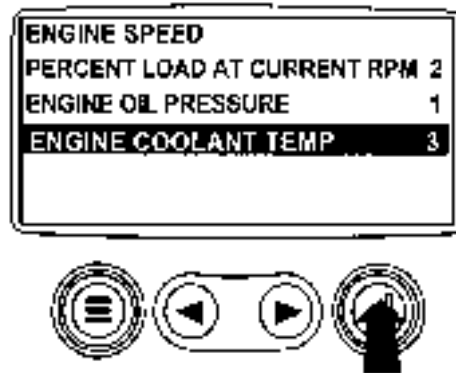 ENGINE SPEED
PERCENT LOAD AT CURRENT RPM 2
ENGINE OIL PRESSURE 1
ENGINE COOLANT TEMP 3